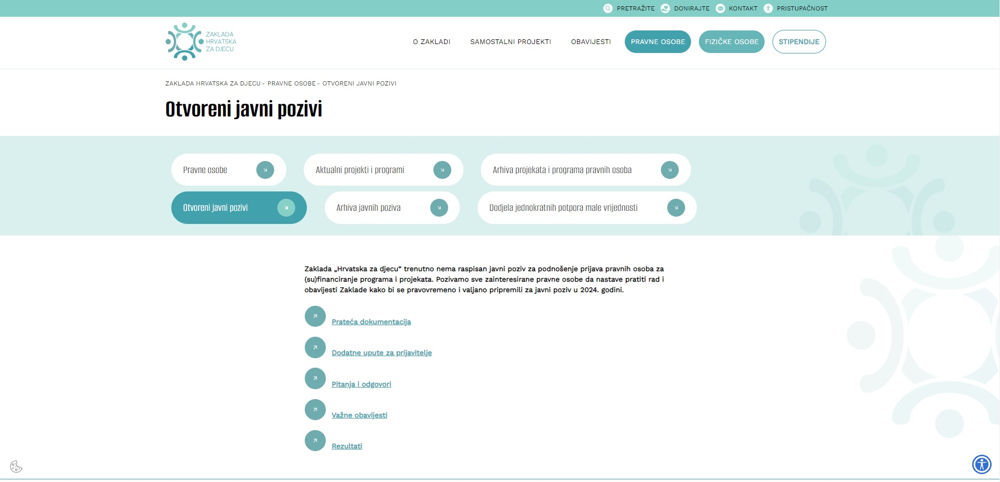 PRETRAŽITE DONIRAJTE KONTAKT PRISTUPAČNOST
ZAKLADA
HRVATSKA
ZA DJECU
O ZAKLADI SAMOSTALNI PROJEKTI OBAVIJESTI PRAVNE OSOBE FIZIČKE OSOBE STIPENDIJE
ZAKLADA HRVATSKA ZA DJECU - PRAVNE OSOBE - OTVORENI JAVNI POZIVI
Otvoreni javni pozivi
Pravne osobe Aktualni projekti i programi Arhiva projekata i programa pravnih osoba
Otvoreni javni pozivi Arhiva javnih poziva Dodjela jednokratnih potpora male vrijednosti
Zaklada „Hrvatska za djecu“ trenutno nema raspisan javni poziv za podnošenje prijava pravnih osoba za
(su)financiranje programa i projekata. Pozivamo sve zainteresirane pravne osobe da nastave pratiti rad i
obavijesti Zaklade kako bi se pravovremeno i valjano pripremili za javni poziv u 2024. godini.
Prateća dokumentacija
Dodatne upute za prijavitelje
Pitanja i odgovori
Važne obavijesti
Rezultati